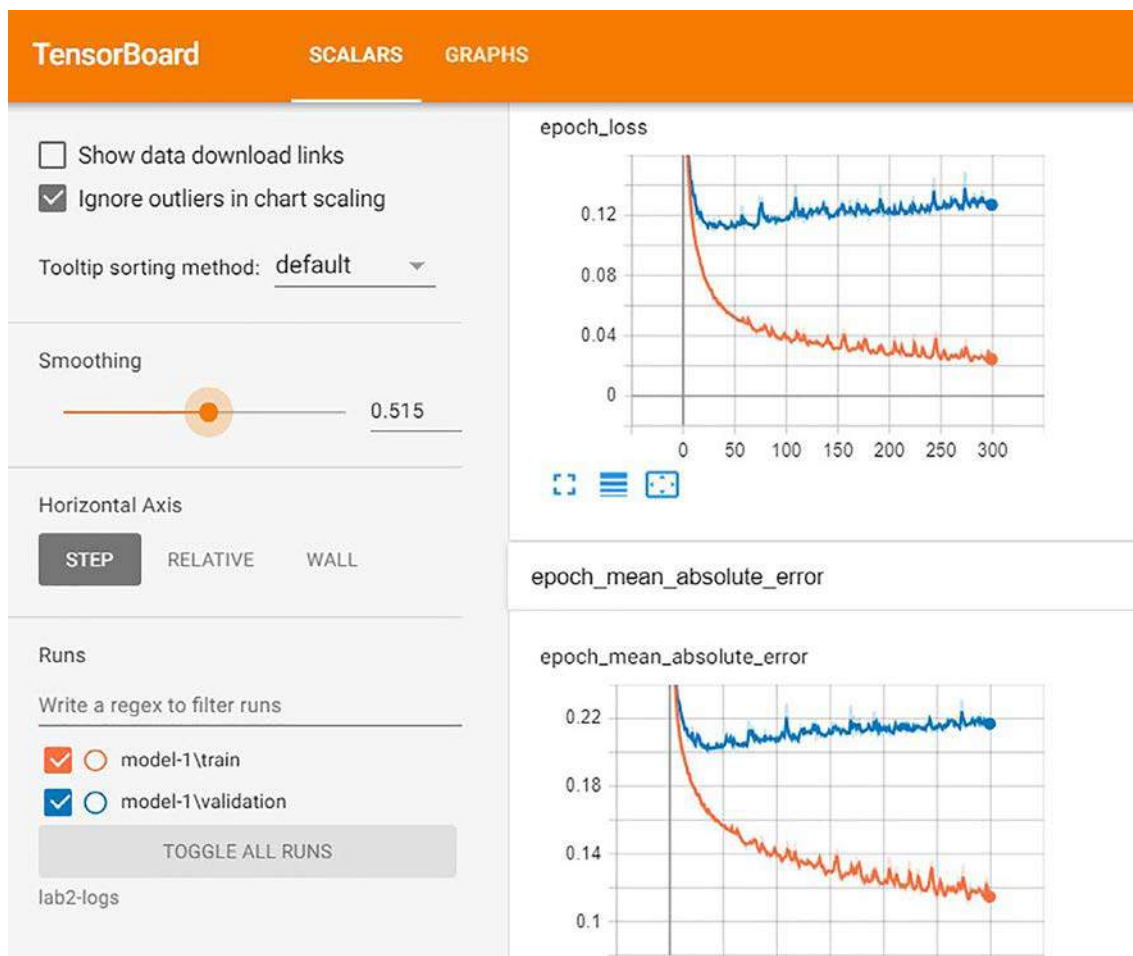 TensorBoard SCALARS GRAPHS
Show data download links
Ignore outliers in chart scaling
Tooltip sorting method: default
Smoothing
0.515
Horizontal Axis
STEP RELATIVE WALL
Runs
Write a regex to filter runs
model-1\train
model-1\validation
TOGGLE ALL RUNS
lab2-logs
epoch_loss
0.12
0.08
0.04
0
0 50 100 150 200 250 300
epoch_mean_absolute_error
epoch_mean_absolute_error
0.22
0.18
0.14
0.1